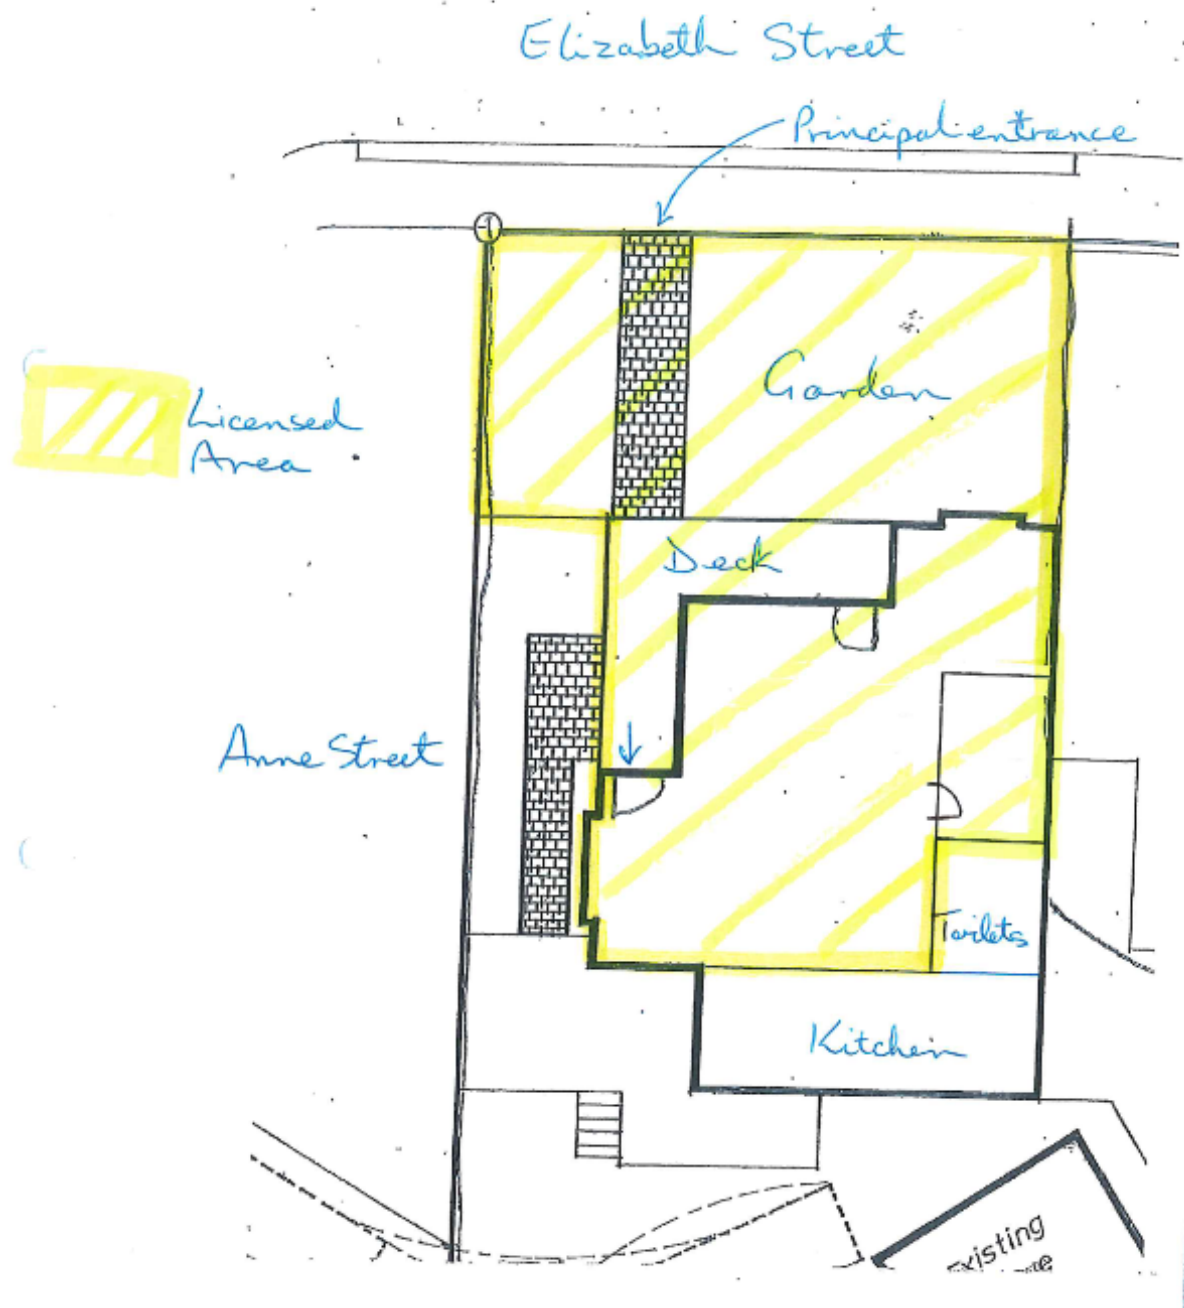 Elizabeth Street
Principal entrance
Garden
Licensed
Area
Deck
Anne Street
Toilets
Kitchen
Existing